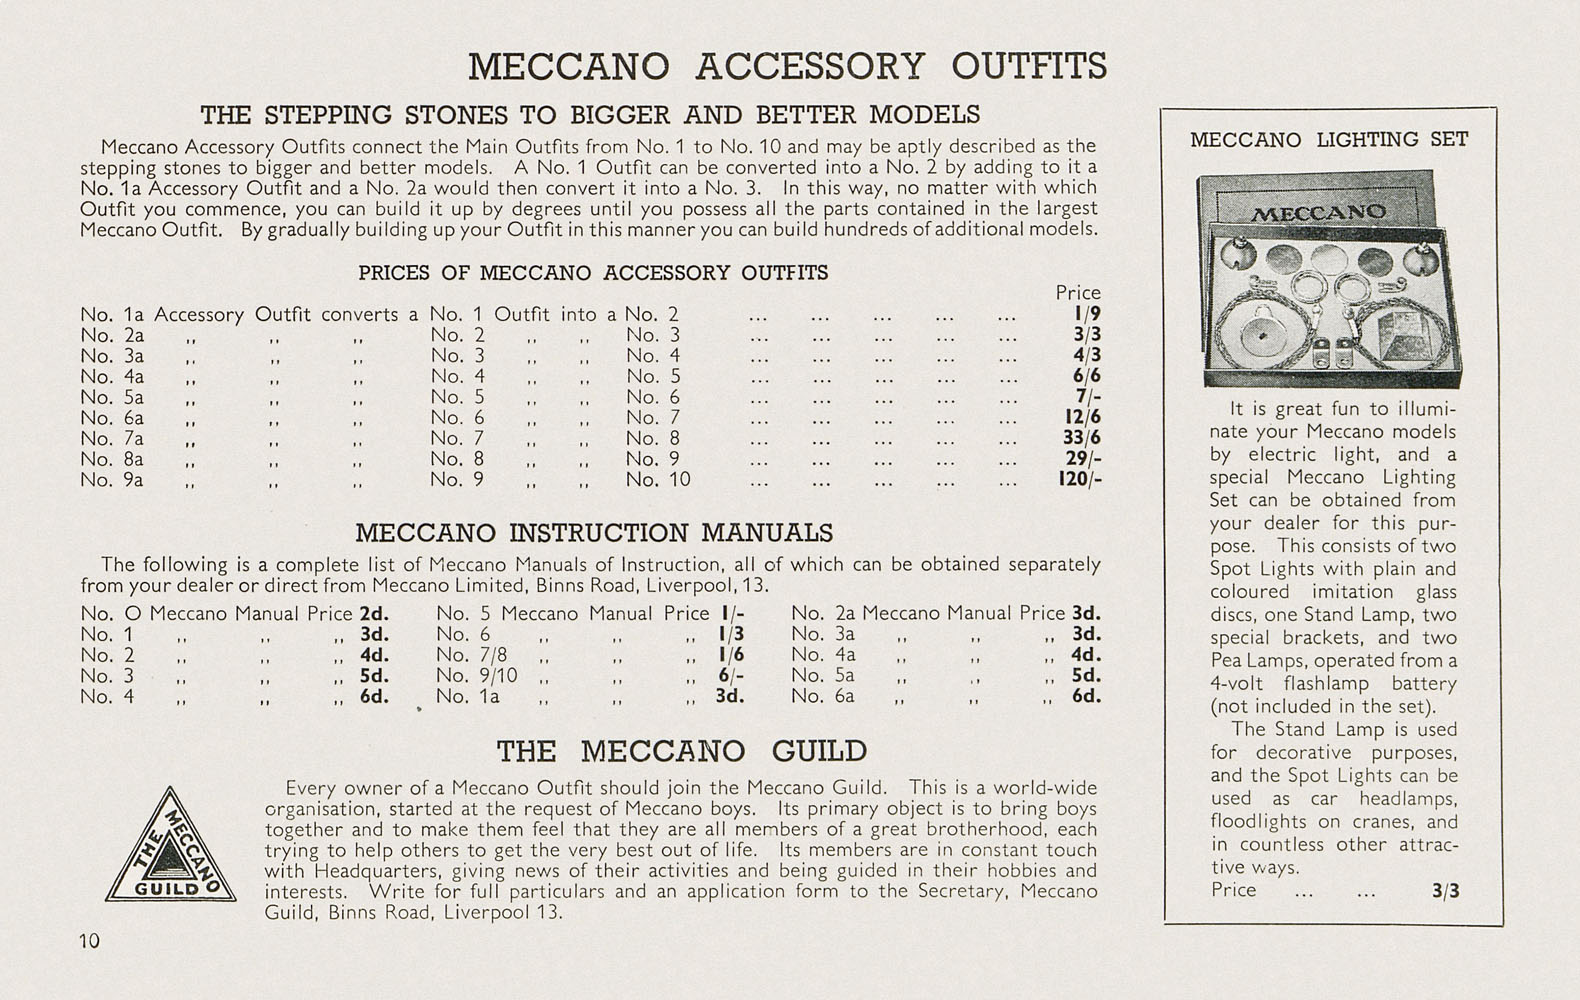 MECCANO ACCESSORY OUTFITS
THE STEPPING STONES TO BIGGER AND BETTER MODELS
Meccano Accessory Outfits connect the Main Outfits from No. 1 to No. 10 and may be aptly described as the
stepping stones to bigger and better models. A No. 1 Outfit can be converted into a No. 2 by adding to it a
No. 1a Accessory Outfit and a No. 2a would then convert it into a No. 3. In this way, no matter with which
Outfit you commence, you can build it up by degrees until you possess all the parts contained in the largest
Meccano Outfit. By gradually building up your Outfit in this manner you can build hundreds of additional models.
PRICES OF MECCANO ACCESSORY OUTFITS
Price
No. 1a Accessory Outfit converts a No. 1 Outfit into a No. 2 ... ... ... ... ... 1/9
No. 2a ,, ,, ,, No. 2 ,, ,, No. 3 ... ... ... ... ... 3/3
No. 3a ,, ,, ,, No. 3 ,, ,, No. 4 ... ... ... ... ... 4/3
No. 4a ,, ,, ,, No. 4 ,, ,, No. 5 ... ... ... ... ... 6/6
No. 5a ,, ,, ,, No. 5 ,, ,, No. 6 ... ... ... ... ... 7/-
No. 6a ,, ,, ,, No. 6 ,, ,, No. 7 ... ... ... ... ... 12/6
No. 7a ,, ,, ,, No. 7 ,, ,, No. 8 ... ... ... ... ... 33/6
No. 8a ,, ,, ,, No. 8 ,, ,, No. 9 ... ... ... ... ... 29/-
No. 9a ,, ,, ,, No. 9 ,, ,, No. 10 ... ... ... ... ... 120/-
MECCANO INSTRUCTION MANUALS
The following is a complete list of Meccano Manuals of Instruction, all of which can be obtained separately
from your dealer or direct from Meccano Limited, Binns Road, Liverpool, 13.
No. O Meccano Manual Price 2d. No. 5 Meccano Manual Price 1/- No. 2a Meccano Manual Price 3d.
No. 1 ,, ,, ,, 3d. No. 6 ,, ,, ,, 1/3 No. 3a ,, ,, ,, 3d.
No. 2 ,, ,, ,, 4d. No. 7/8 ,, ,, ,, 1/6 No. 4a ,, ,, ,, 4d.
No. 3 ,, ,, ,, 5d. No. 9/10 ,, ,, ,, 6/- No. 5a ,, ,, ,, 5d.
No. 4 ,, ,, ,, 6d. No. 1a ,, ,, ,, 3d. No. 6a ,, ,, ,, 6d.
THE MECCANO GUILD
Every owner of a Meccano Outfit should join the Meccano Guild. This is a world-wide
organisation, started at the request of Meccano boys. Its primary object is to bring boys
together and to make them feel that they are all members of a great brotherhood, each
trying to help others to get the very best out of life. Its members are in constant touch
with Headquarters, giving news of their activities and being guided in their hobbies and
interests. Write for full particulars and an application form to the Secretary, Meccano
Guild, Binns Road, Liverpool 13.
THE MECCANO GUILD
10
MECCANO LIGHTING SET
MECCANO
It is great fun to illumi-
nate your Meccano models
by electric light, and a
special Meccano Lighting
Set can be obtained from
your dealer for this pur-
pose. This consists of two
Spot Lights with plain and
coloured imitation glass
discs, one Stand Lamp, two
special brackets, and two
Pea Lamps, operated from a
4-volt flashlamp battery
(not included in the set).
The Stand Lamp is used
for decorative purposes,
and the Spot Lights can be
used as car headlamps,
floodlights on cranes, and
in countless other attrac-
tive ways.
Price ... ... 3/3